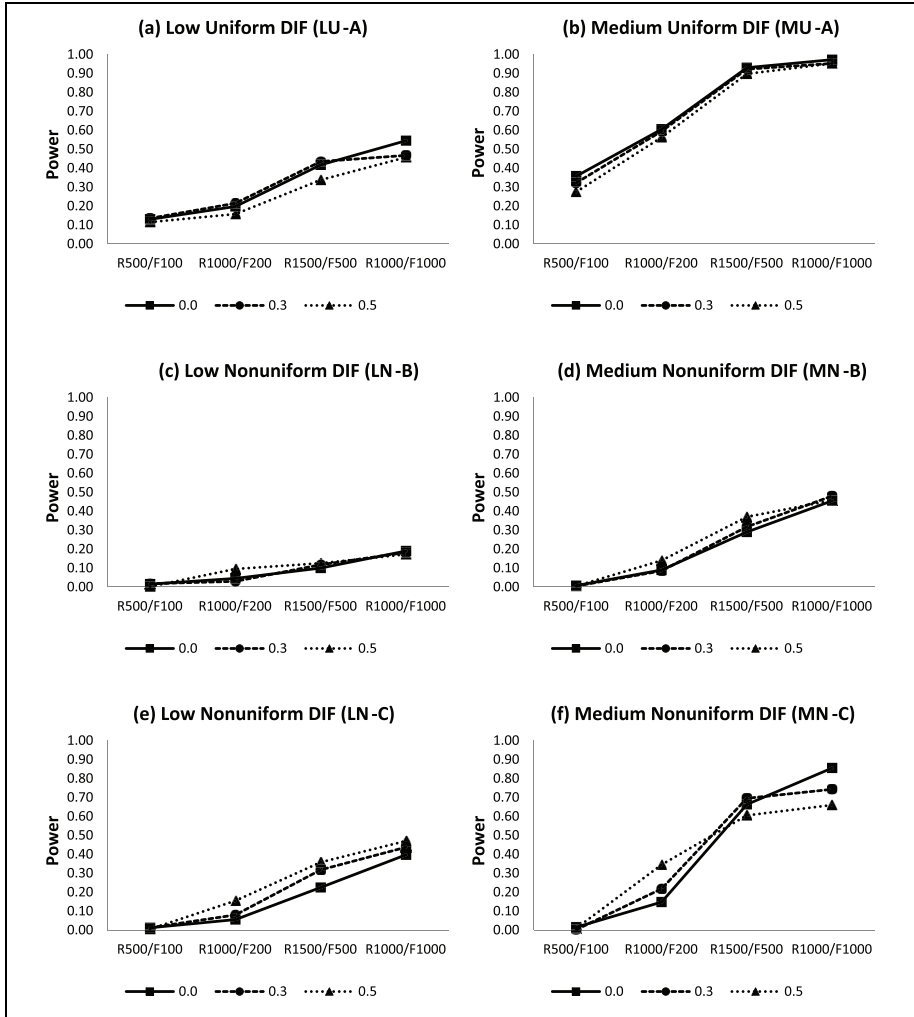 (a) Low Uniform DIF (LU-A)
Power
1.00
0.90
0.80
0.70
0.60
0.50
0.40
0.30
0.20
0.10
0.00
R500/F100 R1000/F200 R1500/F500 R1000/F1000
0.0 0.3 0.5
(b) Medium Uniform DIF (MU-A)
Power
1.00
0.90
0.80
0.70
0.60
0.50
0.40
0.30
0.20
0.10
0.00
R500/F100 R1000/F200 R1500/F500 R1000/F1000
0.0 0.3 0.5
(c) Low Nonuniform DIF (LN-B)
Power
1.00
0.90
0.80
0.70
0.60
0.50
0.40
0.30
0.20
0.10
0.00
R500/F100 R1000/F200 R1500/F500 R1000/F1000
0.0 0.3 0.5
(d) Medium Nonuniform DIF (MN-B)
Power
1.00
0.90
0.80
0.70
0.60
0.50
0.40
0.30
0.20
0.10
0.00
R500/F100 R1000/F200 R1500/F500 R1000/F1000
0.0 0.3 0.5
(e) Low Nonuniform DIF (LN-C)
Power
1.00
0.90
0.80
0.70
0.60
0.50
0.40
0.30
0.20
0.10
0.00
R500/F100 R1000/F200 R1500/F500 R1000/F1000
0.0 0.3 0.5
(f) Medium Nonuniform DIF (MN-C)
Power
1.00
0.90
0.80
0.70
0.60
0.50
0.40
0.30
0.20
0.10
0.00
R500/F100 R1000/F200 R1500/F500 R1000/F1000
0.0 0.3 0.5